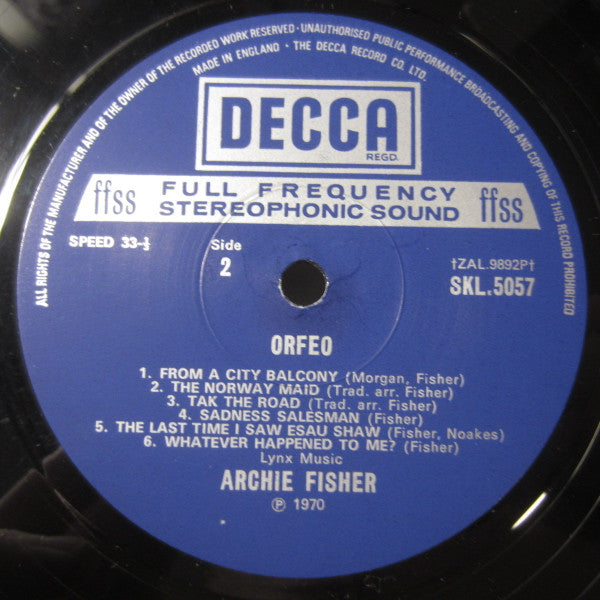 ALL RIGHTS OF THE MANUFACTURER AND OF THE OWNER OF THE RECORDED WORK RESERVED · UNAUTHORISED PUBLIC PERFORMANCE BROADCASTING AND COPYING OF THIS RECORD PROHIBITED
MADE IN ENGLAND · THE DECCA RECORD CO. LTD.
DECCA
REGD.
ffss FULL FREQUENCY STEREOPHONIC SOUND ffss
SPEED 33-⅓
Side
2
†ZAL.9892P†
SKL.5057
ORFEO
1. FROM A CITY BALCONY (Morgan, Fisher)
2. THE NORWAY MAID (Trad. arr. Fisher)
3. TAK THE ROAD (Trad. arr. Fisher)
4. SADNESS SALESMAN (Fisher)
5. THE LAST TIME I SAW ESAU SHAW (Fisher, Noakes)
6. WHATEVER HAPPENED TO ME? (Fisher)
Lynx Music
ARCHIE FISHER
℗ 1970